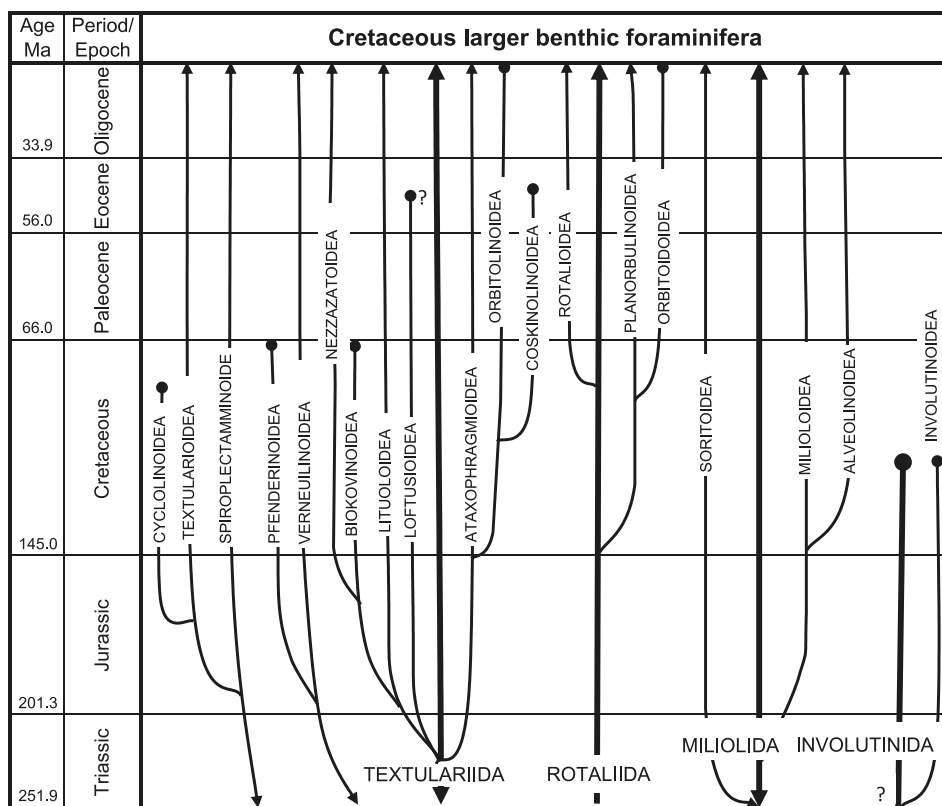 Age Ma
Period/ Epoch
Cretaceous larger benthic foraminifera
Oligocene
33.9
Eocene
56.0
Paleocene
66.0
Cretaceous
145.0
Jurassic
201.3
Triassic
251.9
CYCLOLINOIDEA
TEXTULARIOIDEA
SPIROPLECTAMMINOIDE
PFENDERINOIDEA
VERNEUILINOIDEA
NEZZAZATOIDEA
BIOKOVINOIDEA
LITUOLOIDEA
LOFTUSIOIDEA
?
ATAXOPHRAGMIOIDEA
ORBITOLINOIDEA
COSKINOLINOIDEA
ROTALIOIDEA
PLANORBULINOIDEA
ORBITOIDOIDEA
SORITOIDEA
MILIOLOIDEA
ALVEOLINOIDEA
INVOLUTINOIDEA
TEXTULARIIDA
ROTALIIDA
MILIOLIDA
INVOLUTINIDA
?